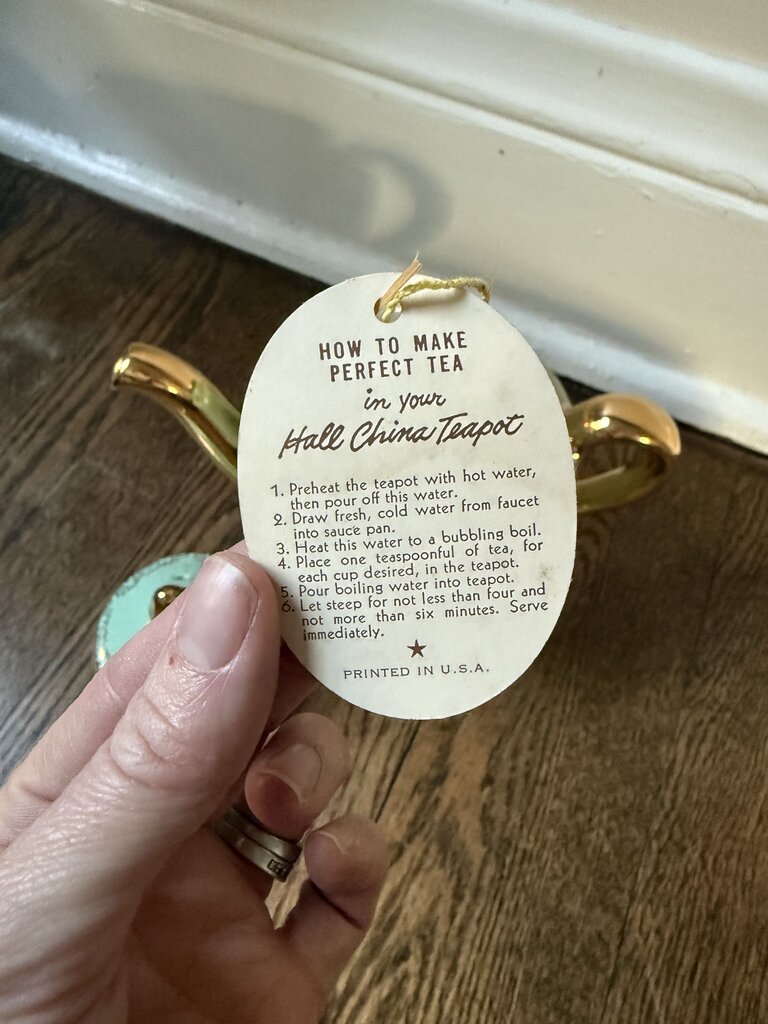 HOW TO MAKE
PERFECT TEA
in your
Hall China Teapot
1. Preheat the teapot with hot water,
then pour off this water.
2. Draw fresh, cold water from faucet
into sauce pan.
3. Heat this water to a bubbling boil.
4. Place one teaspoonful of tea, for
each cup desired, in the teapot.
5. Pour boiling water into teapot.
6. Let steep for not less than four and
not more than six minutes. Serve
immediately.
PRINTED IN U.S.A.